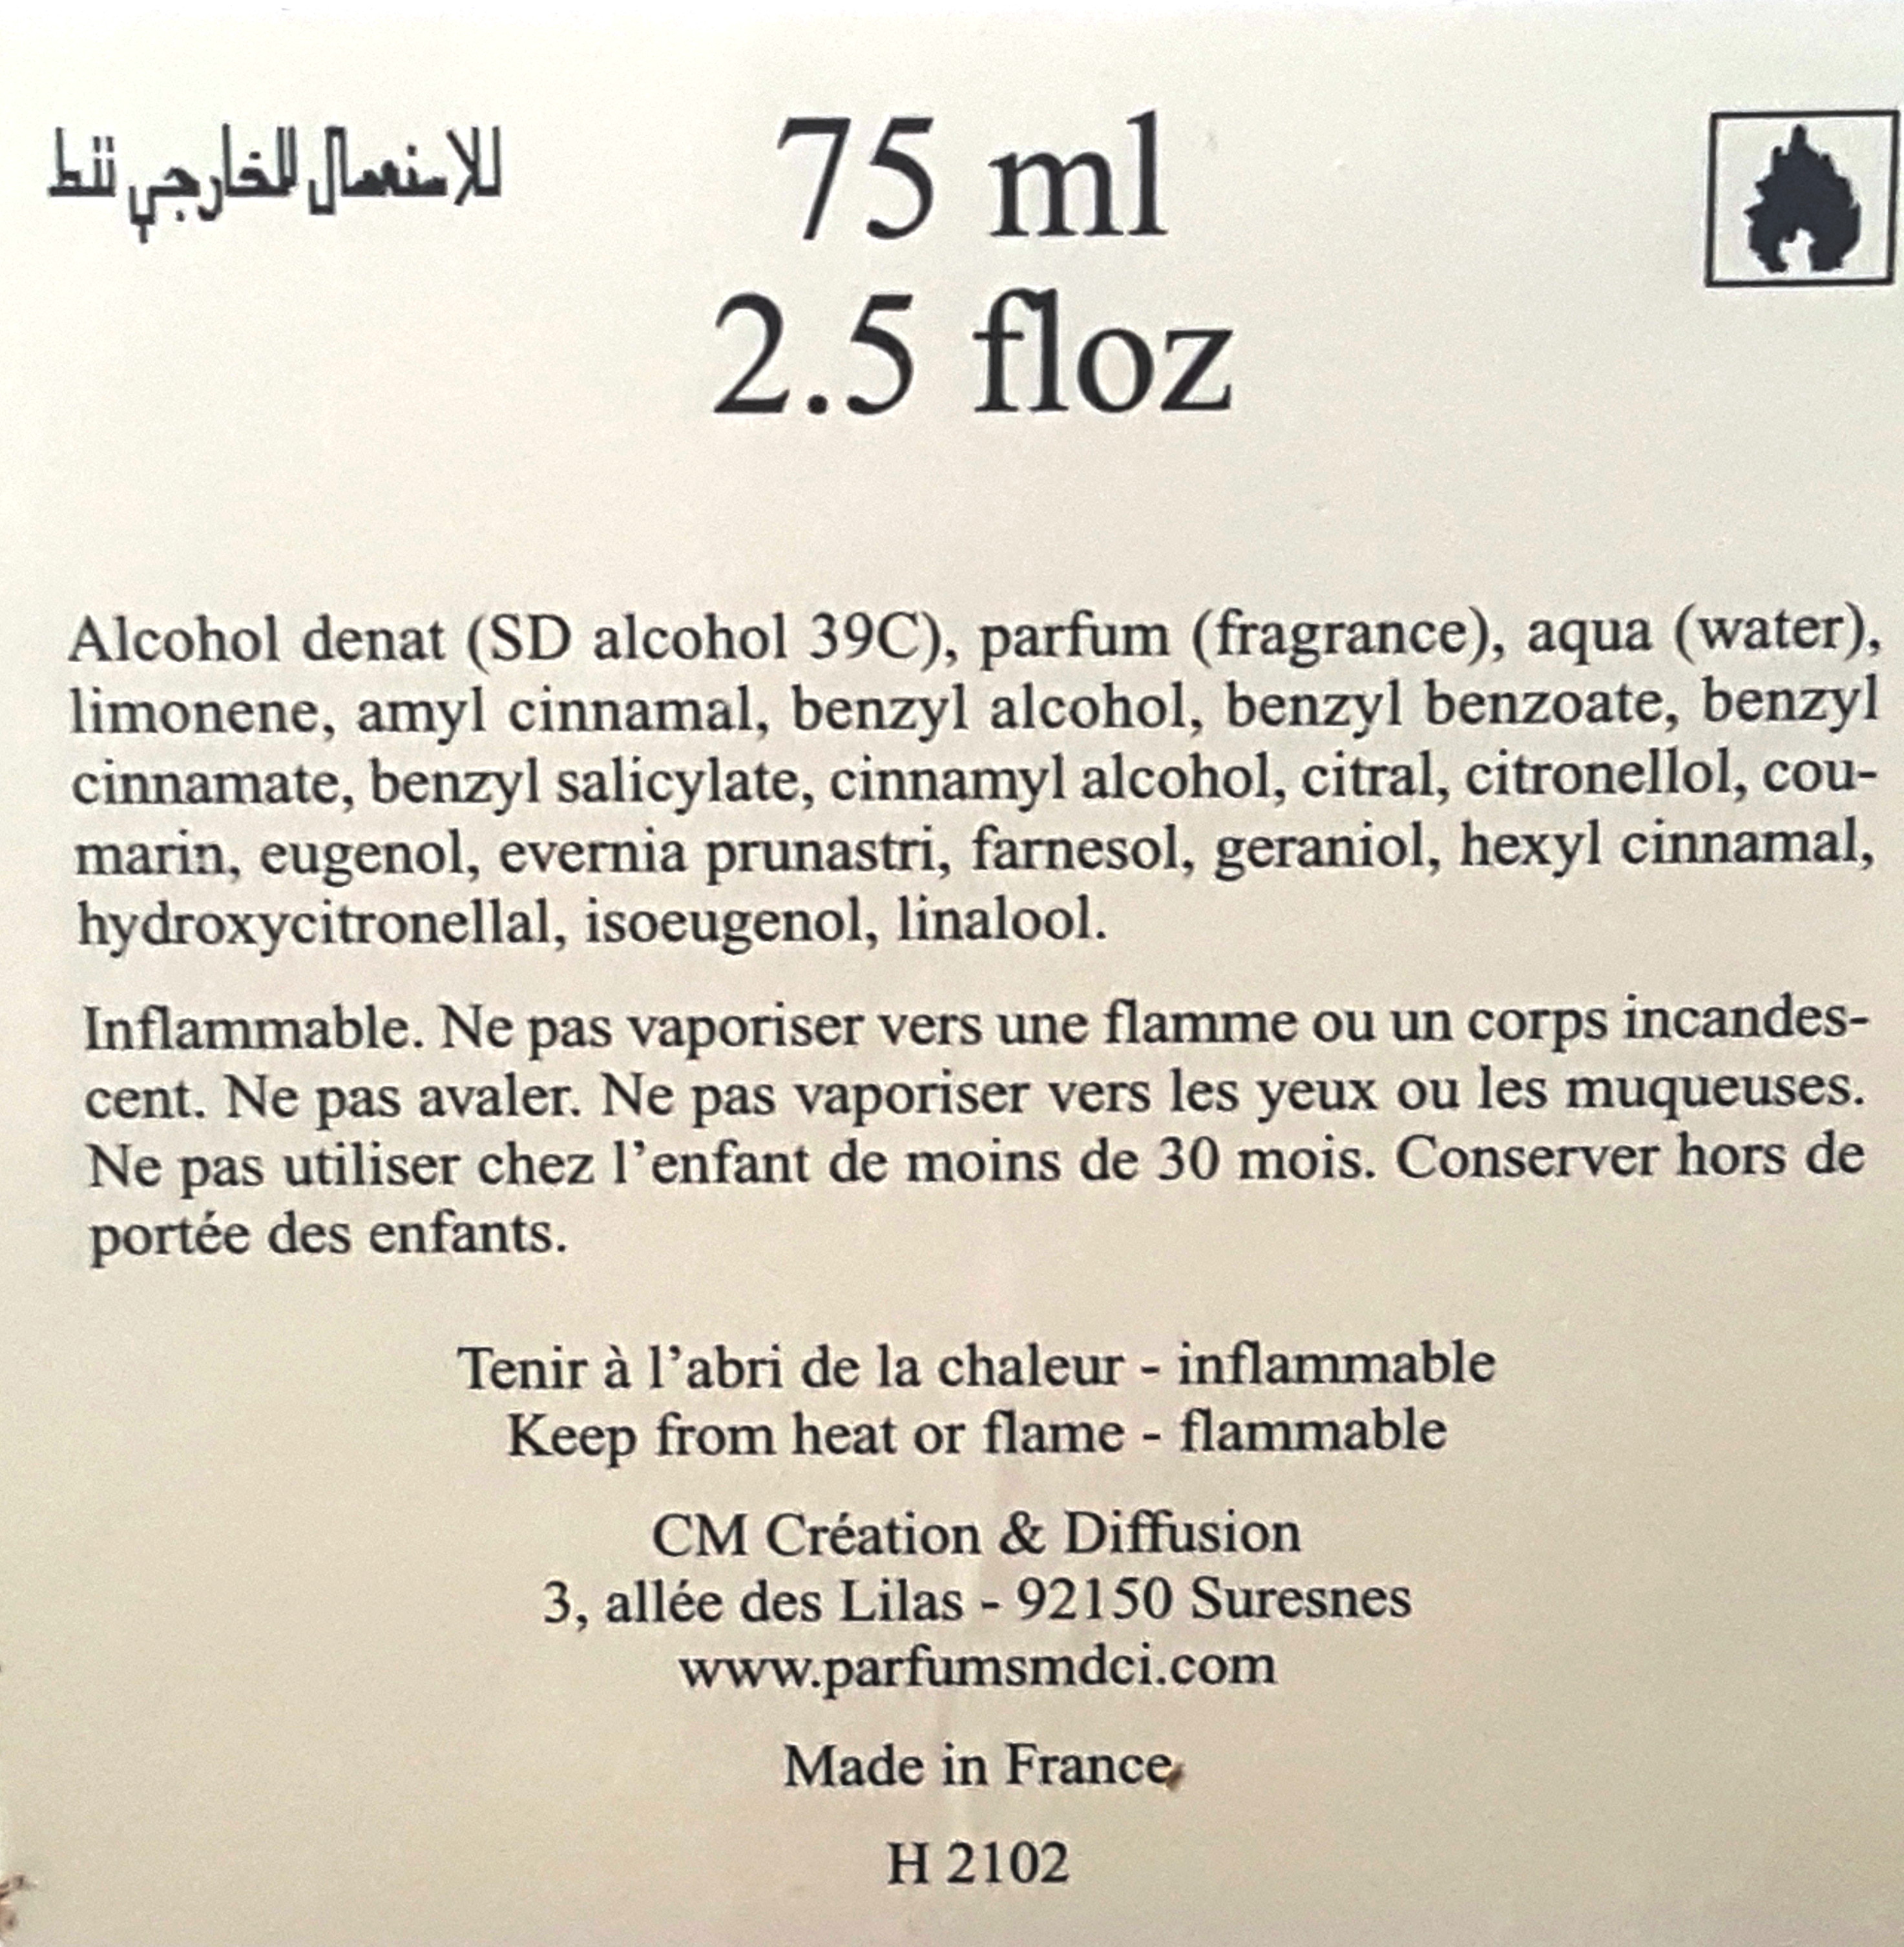 للاستعمال الخارجي فقط
75 ml
2.5 floz
Alcohol denat (SD alcohol 39C), parfum (fragrance), aqua (water),
limonene, amyl cinnamal, benzyl alcohol, benzyl benzoate, benzyl
cinnamate, benzyl salicylate, cinnamyl alcohol, citral, citronellol, cou-
marin, eugenol, evernia prunastri, farnesol, geraniol, hexyl cinnamal,
hydroxycitronellal, isoeugenol, linalool.
Inflammable. Ne pas vaporiser vers une flamme ou un corps incandes-
cent. Ne pas avaler. Ne pas vaporiser vers les yeux ou les muqueuses.
Ne pas utiliser chez l’enfant de moins de 30 mois. Conserver hors de
portée des enfants.
Tenir à l’abri de la chaleur - inflammable
Keep from heat or flame - flammable
CM Création & Diffusion
3, allée des Lilas - 92150 Suresnes
www.parfumsmdci.com
Made in France
H 2102